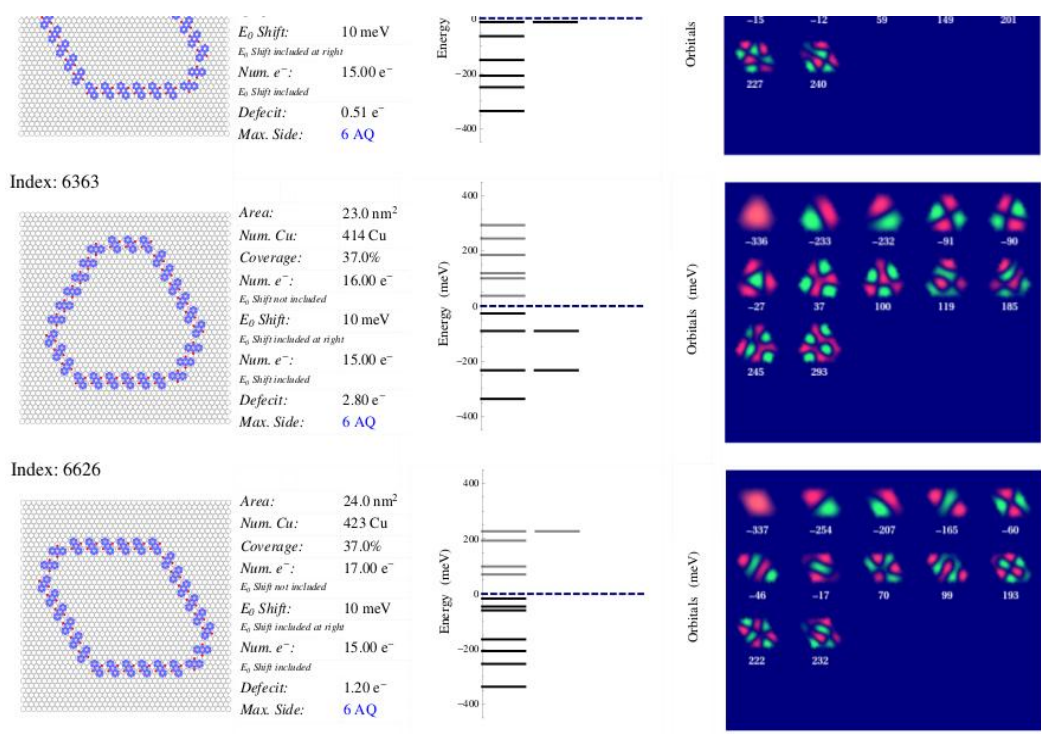 E₀ Shift: 10 meV
E₀ Shift included at right
Num. e⁻: 15.00 e⁻
E₀ Shift included
Defecit: 0.51 e⁻
Max. Side: 6 AQ
Energy
0
−200
−400
Orbitals
−15 −12 59 149 201
227 240
Index: 6363
Area: 23.0 nm²
Num. Cu: 414 Cu
Coverage: 37.0%
Num. e⁻: 16.00 e⁻
E₀ Shift not included
E₀ Shift: 10 meV
E₀ Shift included at right
Num. e⁻: 15.00 e⁻
E₀ Shift included
Defecit: 2.80 e⁻
Max. Side: 6 AQ
Energy (meV)
400
200
0
−200
−400
Orbitals (meV)
−336 −233 −232 −91 −90
−27 37 100 119 185
245 293
Index: 6626
Area: 24.0 nm²
Num. Cu: 423 Cu
Coverage: 37.0%
Num. e⁻: 17.00 e⁻
E₀ Shift not included
E₀ Shift: 10 meV
E₀ Shift included at right
Num. e⁻: 15.00 e⁻
E₀ Shift included
Defecit: 1.20 e⁻
Max. Side: 6 AQ
Energy (meV)
400
200
0
−200
−400
Orbitals (meV)
−337 −254 −207 −165 −60
−46 −17 70 99 193
222 232